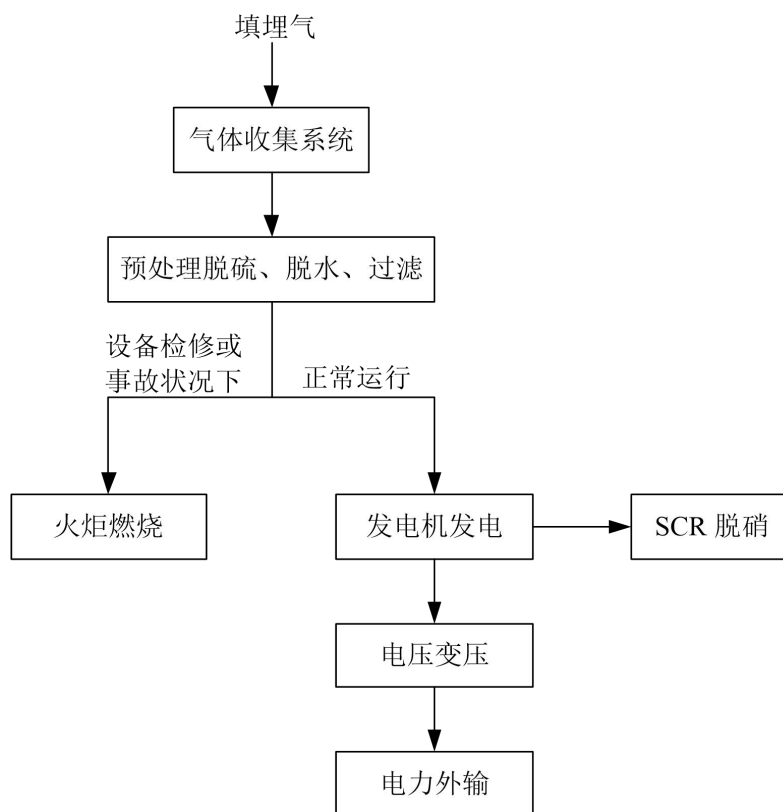 填埋气
气体收集系统
预处理脱硫、脱水、过滤
设备检修或
事故状况下
正常运行
火炬燃烧
发电机发电
SCR 脱硝
电压变压
电力外输